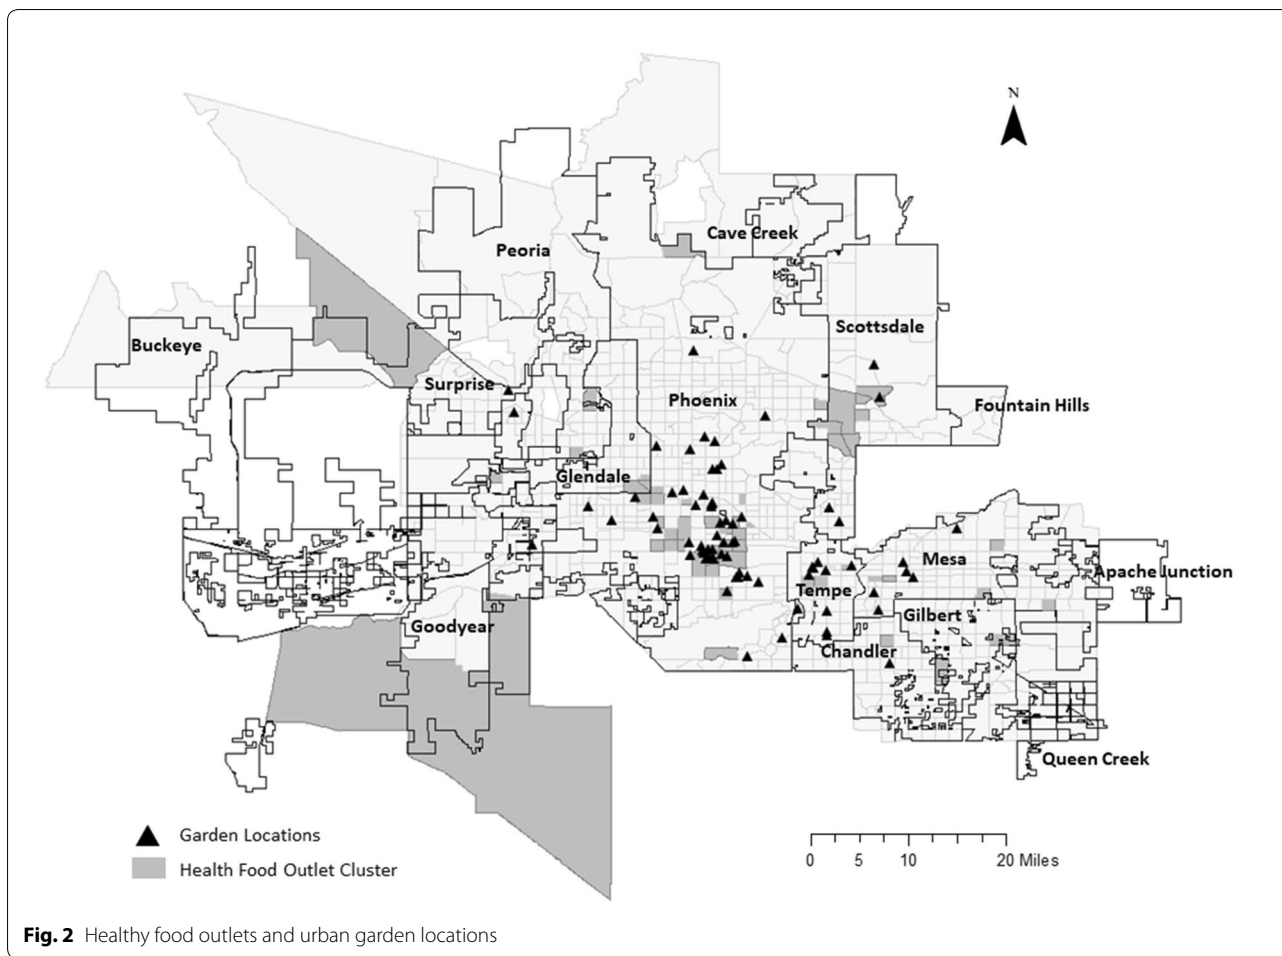 N
Cave Creek
Peoria
Scottsdale
Buckeye
Surprise
Phoenix
Fountain Hills
Glendale
Mesa
Apache Junction
Tempe
Gilbert
Goodyear
Chandler
Queen Creek
Garden Locations
Health Food Outlet Cluster
0 5 10 20 Miles
Fig. 2 Healthy food outlets and urban garden locations